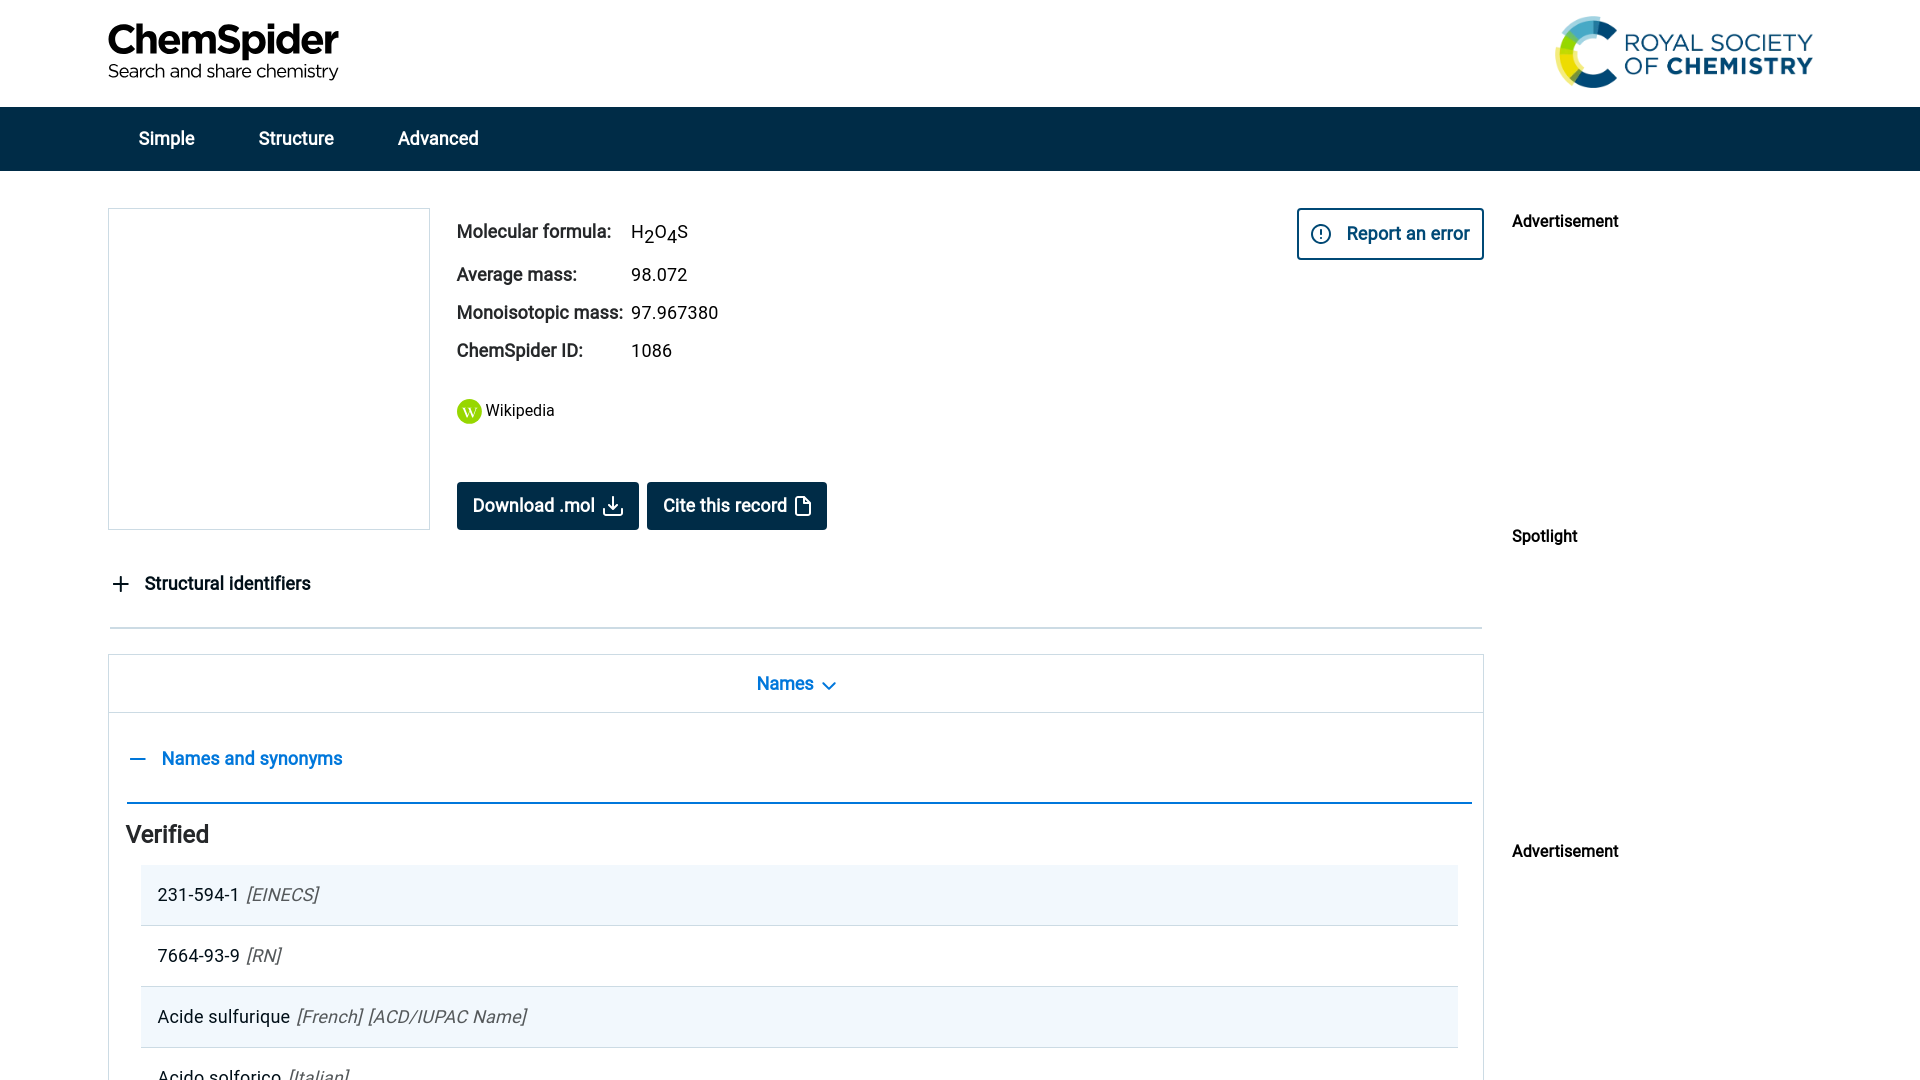 ChemSpider
Search and share chemistry
ROYAL SOCIETY
OF CHEMISTRY
Simple Structure Advanced
Molecular formula: H2O4S
Average mass: 98.072
Monoisotopic mass: 97.967380
ChemSpider ID: 1086
W Wikipedia
Download .mol Cite this record
Report an error
Advertisement
Spotlight
Structural identifiers
Names
Names and synonyms
Verified
Advertisement
231-594-1 [EINECS]
7664-93-9 [RN]
Acide sulfurique [French] [ACD/IUPAC Name]
Acido solforico [Italian]